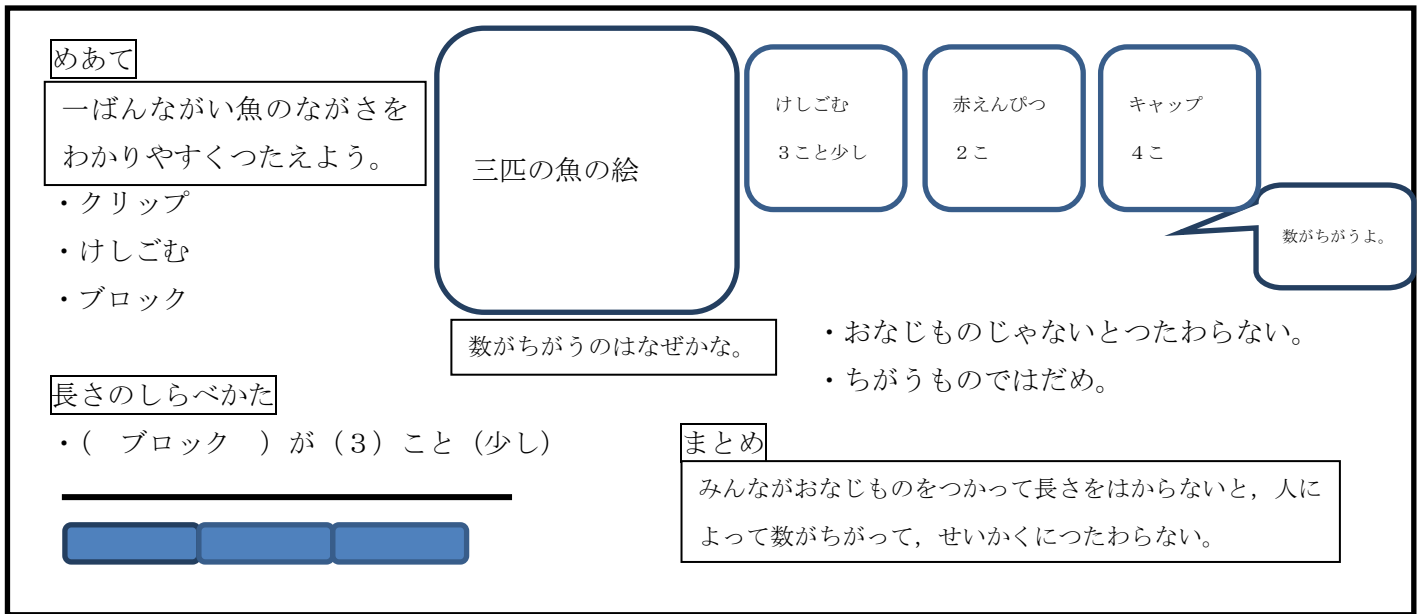 めあて
一ばんながい魚のながさを
わかりやすくつたえよう。
・クリップ
・けしごむ
・ブロック
三匹の魚の絵
けしごむ
３こと少し
赤えんぴつ
２こ
キャップ
４こ
数がちがうよ。
数がちがうのはなぜかな。
・おなじものじゃないとつたわらない。
・ちがうものではだめ。
長さのしらべかた
・（　ブロック　）が（３）こと（少し）
まとめ
みんながおなじものをつかって長さをはからないと，人に
よって数がちがって，せいかくにつたわらない。